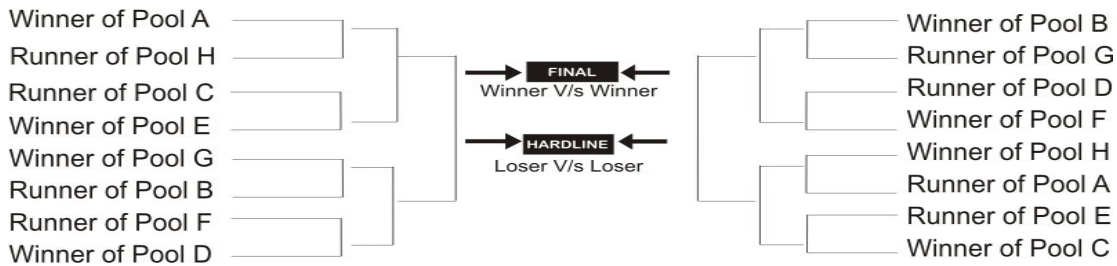 Winner of Pool A
Runner of Pool H
Runner of Pool C
Winner of Pool E
Winner of Pool G
Runner of Pool B
Runner of Pool F
Winner of Pool D
FINAL
Winner V/s Winner
HARDLINE
Loser V/s Loser
Winner of Pool B
Runner of Pool G
Runner of Pool D
Winner of Pool F
Winner of Pool H
Runner of Pool A
Runner of Pool E
Winner of Pool C